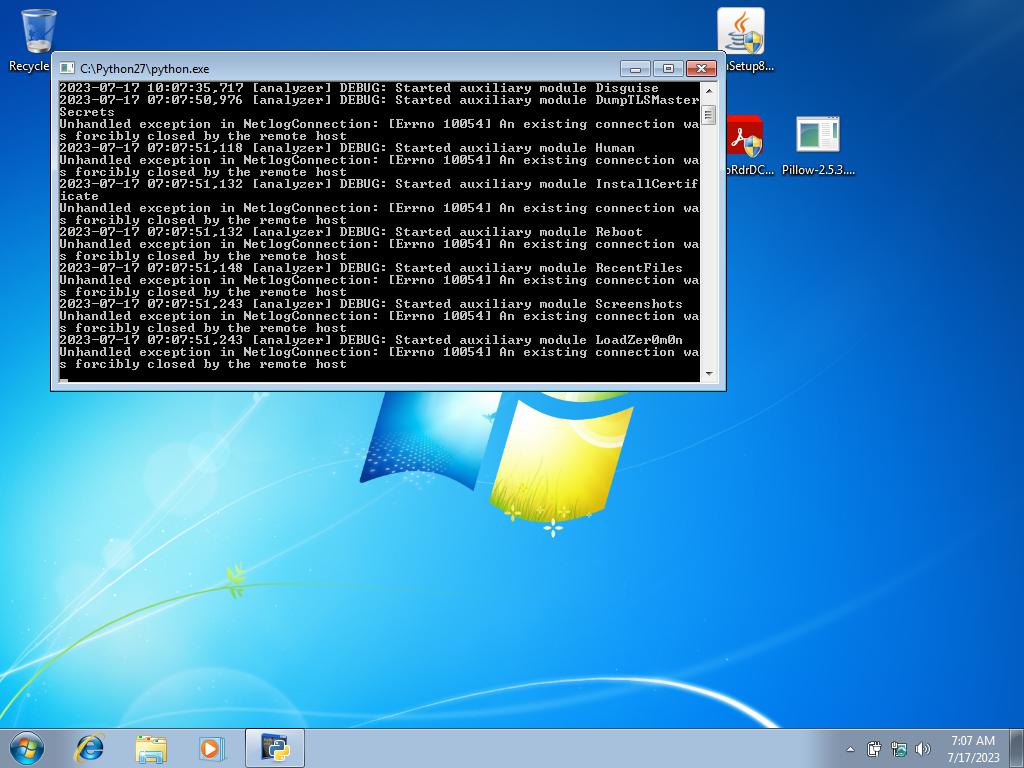 Recycle
C:\Python27\python.exe
Setup8...
2023-07-17 10:07:35,717 [analyzer] DEBUG: Started auxiliary module Disguise
2023-07-17 07:07:50,976 [analyzer] DEBUG: Started auxiliary module DumpTLSMaster
Secrets
Unhandled exception in NetlogConnection: [Errno 10054] An existing connection wa
s forcibly closed by the remote host
2023-07-17 07:07:51,118 [analyzer] DEBUG: Started auxiliary module Human
Unhandled exception in NetlogConnection: [Errno 10054] An existing connection wa
s forcibly closed by the remote host
2023-07-17 07:07:51,132 [analyzer] DEBUG: Started auxiliary module InstallCertif
icate
Unhandled exception in NetlogConnection: [Errno 10054] An existing connection wa
s forcibly closed by the remote host
2023-07-17 07:07:51,132 [analyzer] DEBUG: Started auxiliary module Reboot
Unhandled exception in NetlogConnection: [Errno 10054] An existing connection wa
s forcibly closed by the remote host
2023-07-17 07:07:51,148 [analyzer] DEBUG: Started auxiliary module RecentFiles
Unhandled exception in NetlogConnection: [Errno 10054] An existing connection wa
s forcibly closed by the remote host
2023-07-17 07:07:51,243 [analyzer] DEBUG: Started auxiliary module Screenshots
Unhandled exception in NetlogConnection: [Errno 10054] An existing connection wa
s forcibly closed by the remote host
2023-07-17 07:07:51,243 [analyzer] DEBUG: Started auxiliary module LoadZer0m0n
Unhandled exception in NetlogConnection: [Errno 10054] An existing connection wa
s forcibly closed by the remote host
RdrDC...
Pillow-2.5.3....
7:07 AM
7/17/2023